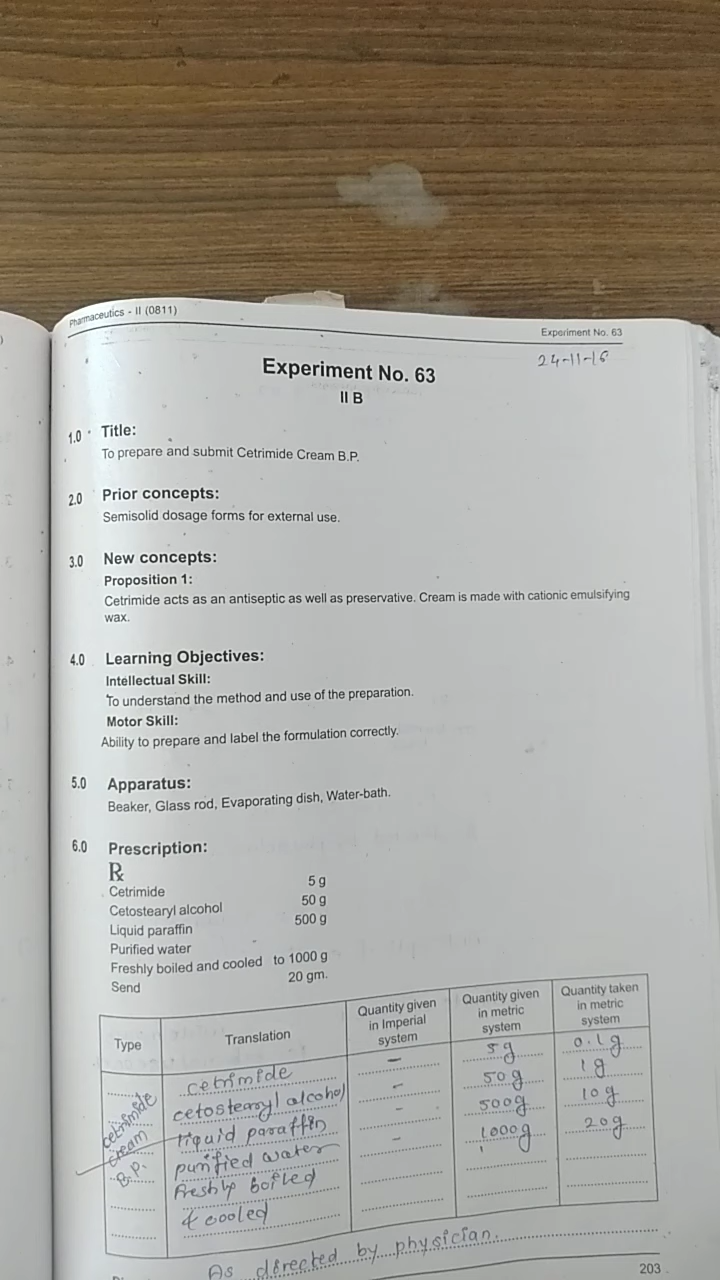 Pharmaceutics - II (0811)
Experiment No. 63
24-11-15
Experiment No. 63
II B
1.0 Title:
To prepare and submit Cetrimide Cream B.P.
2.0 Prior concepts:
Semisolid dosage forms for external use.
3.0 New concepts:
Proposition 1:
Cetrimide acts as an antiseptic as well as preservative. Cream is made with cationic emulsifying
wax.
4.0 Learning Objectives:
Intellectual Skill:
To understand the method and use of the preparation.
Motor Skill:
Ability to prepare and label the formulation correctly.
5.0 Apparatus:
Beaker, Glass rod, Evaporating dish, Water-bath.
6.0 Prescription:
℞
Cetrimide 5 g
Cetostearyl alcohol 50 g
Liquid paraffin 500 g
Purified water
Freshly boiled and cooled to 1000 g
Send 20 gm.
Type Translation Quantity given in Imperial system Quantity given in metric system Quantity taken in metric system
cetrimide cream B.P.
cetrimide – 5g 0.1g
cetostearyl alcohol – 50g 1g
liquid paraffin – 500g 10g
purified water – 1000g 20g
Freshly boiled
& cooled
As directed by physician.
203